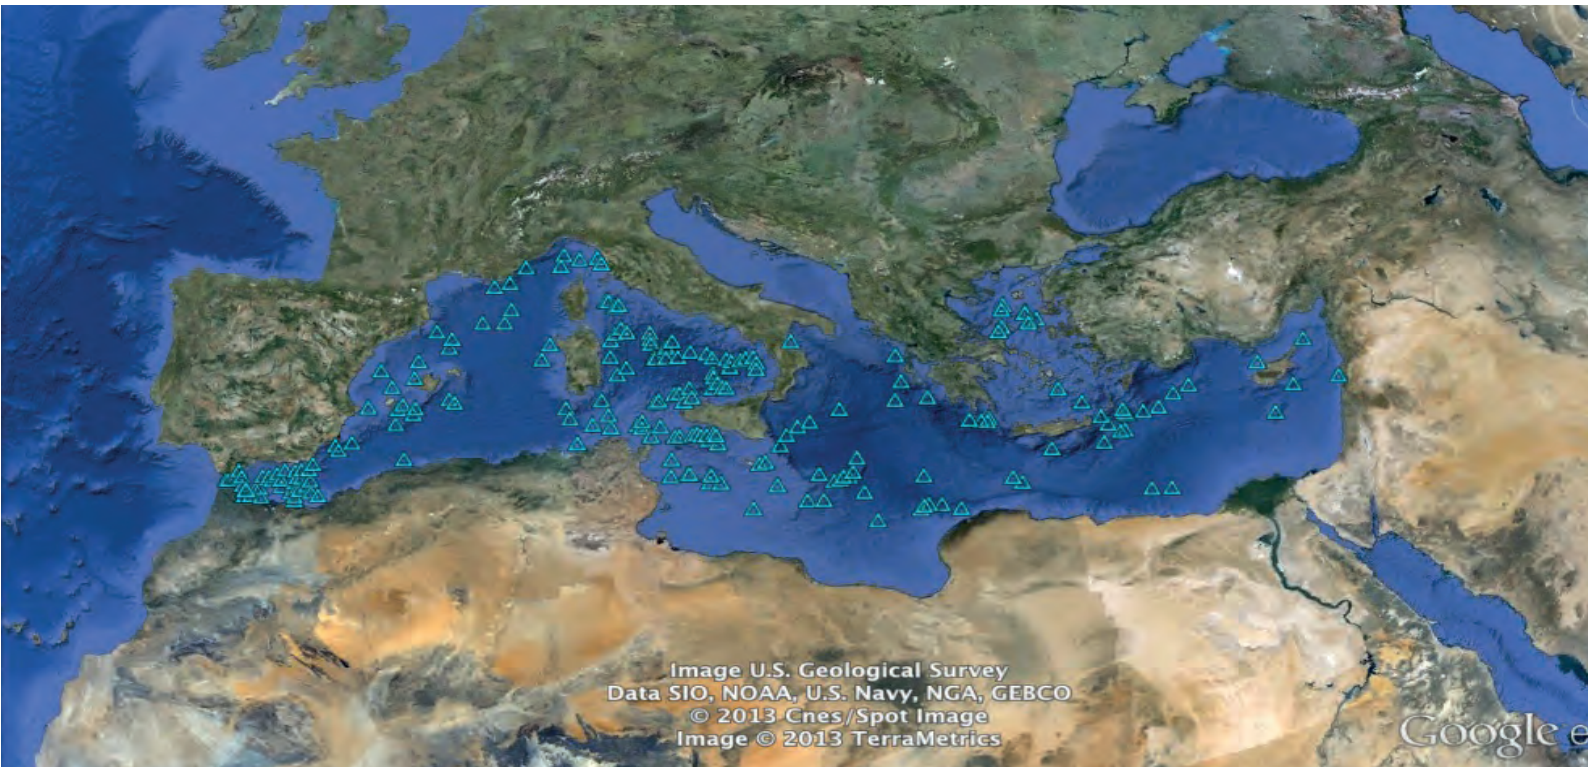 Image U.S. Geological Survey
Data SIO, NOAA, U.S. Navy, NGA, GEBCO
© 2013 Cnes/Spot Image
Image © 2013 TerraMetrics
Google e